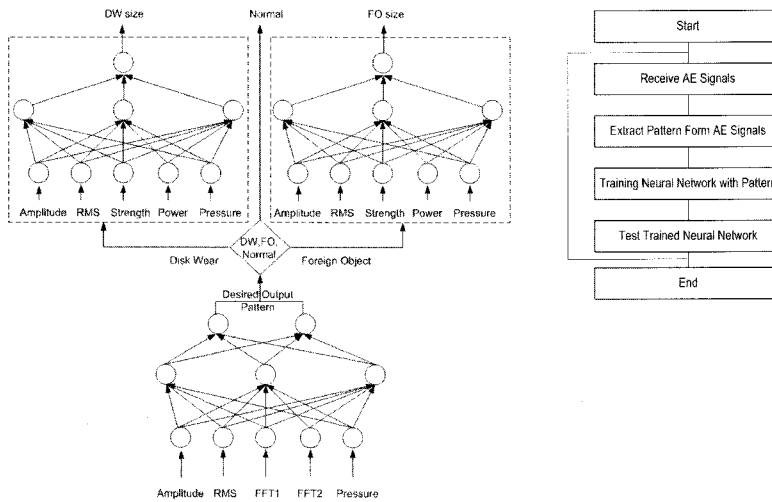 DW size
Normal
FO size
Amplitude RMS Strength Power Pressure
Amplitude RMS Strength Power Pressure
DW,FO,
Normal
Disk Wear
Foreign Object
Desired Output
Pattern
Amplitude RMS FFT1 FFT2 Pressure
Start
Receive AE Signals
Extract Pattern Form AE Signals
Training Neural Network with Pattern
Test Trained Neural Network
End